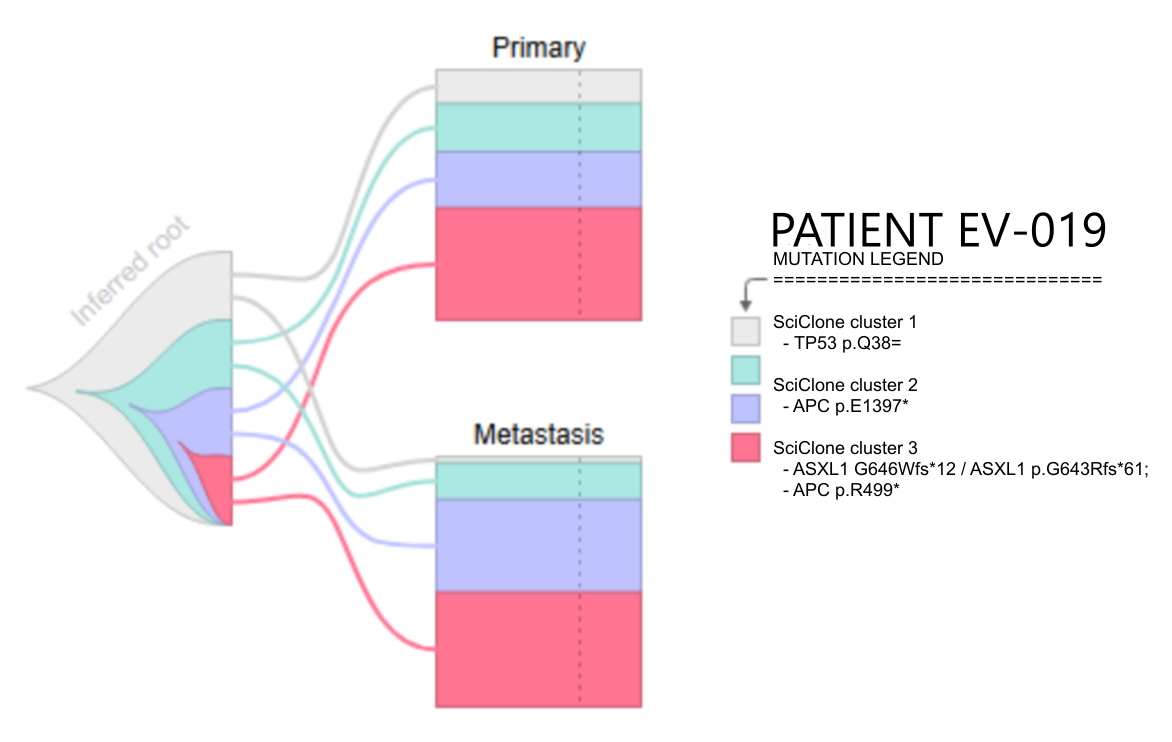 Primary
Inferred root
PATIENT EV-019
MUTATION LEGEND
==============================
SciClone cluster 1
- TP53 p.Q38=
SciClone cluster 2
- APC p.E1397*
Metastasis
SciClone cluster 3
- ASXL1 G646Wfs*12 / ASXL1 p.G643Rfs*61;
- APC p.R499*